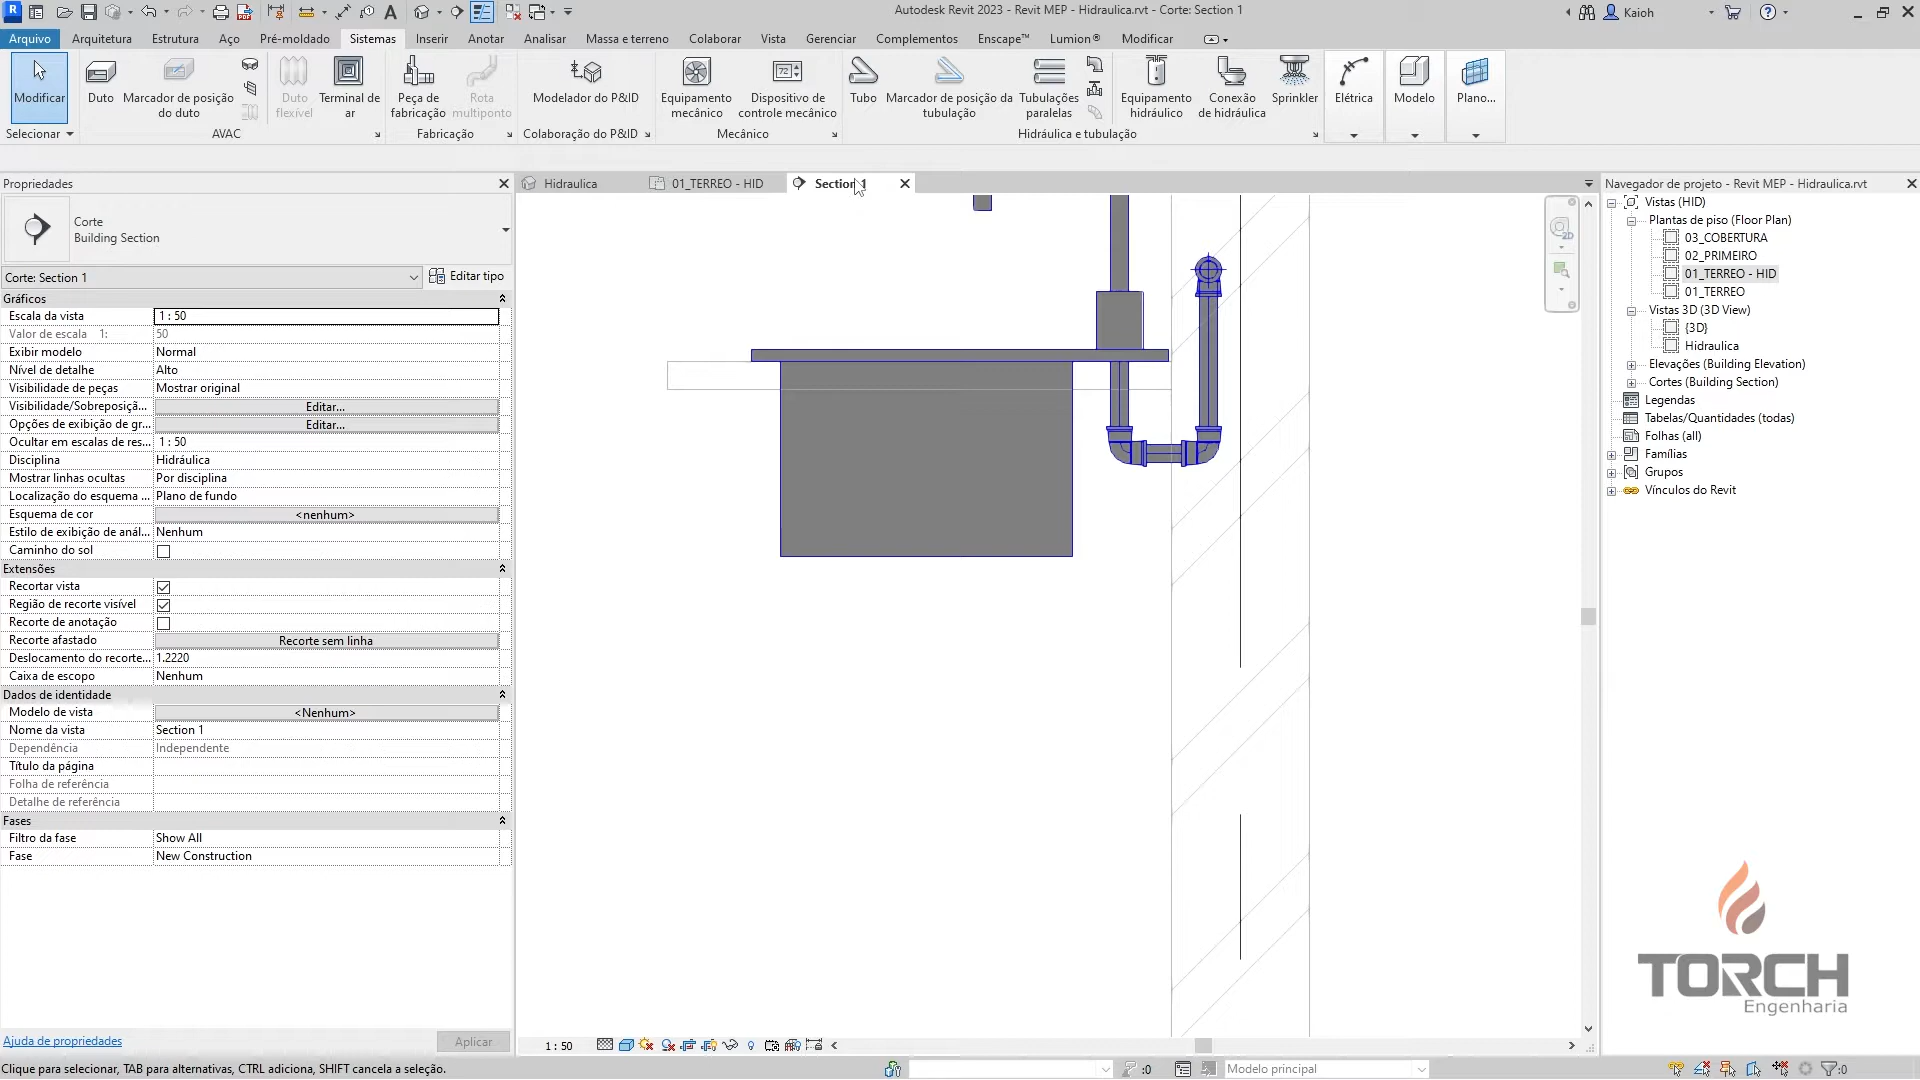 Autodesk Revit 2023 - Revit MEP - Hidraulica.rvt - Corte: Section 1
Kaioh
Arquivo Arquitetura Estrutura Aço Pré-moldado Sistemas Inserir Anotar Analisar Massa e terreno Colaborar Vista Gerenciar Complementos Enscape™ Lumion® Modificar
Modificar
Selecionar
Duto
Marcador de posição do duto
Duto flexível
Terminal de ar
AVAC
Peça de fabricação
Rota multiponto
Fabricação
Modelador do P&ID
Colaboração do P&ID
Equipamento mecânico
Dispositivo de controle mecânico
Mecânico
Tubo
Marcador de posição da tubulação
Tubulações paralelas
Equipamento hidráulico
Conexão de hidráulica
Sprinkler
Hidráulica e tubulação
Elétrica
Modelo
Plano...
Propriedades
Corte
Building Section
Corte: Section 1
Editar tipo
Gráficos
Escala da vista 1 : 50
Valor de escala 1: 50
Exibir modelo Normal
Nível de detalhe Alto
Visibilidade de peças Mostrar original
Visibilidade/Sobreposiçã... Editar...
Opções de exibição de gr... Editar...
Ocultar em escalas de res... 1 : 50
Disciplina Hidráulica
Mostrar linhas ocultas Por disciplina
Localização do esquema ... Plano de fundo
Esquema de cor <nenhum>
Estilo de exibição de anál... Nenhum
Caminho do sol
Extensões
Recortar vista
Região de recorte visível
Recorte de anotação
Recorte afastado Recorte sem linha
Deslocamento do recorte... 1.2220
Caixa de escopo Nenhum
Dados de identidade
Modelo de vista <Nenhum>
Nome da vista Section 1
Dependência Independente
Título da página
Folha de referência
Detalhe de referência
Fases
Filtro da fase Show All
Fase New Construction
Ajuda de propriedades
Aplicar
Hidraulica
01_TERREO - HID
Section 1
2D
1 : 50
Navegador de projeto - Revit MEP - Hidraulica.rvt
Vistas (HID)
Plantas de piso (Floor Plan)
03_COBERTURA
02_PRIMEIRO
01_TERREO - HID
01_TERREO
Vistas 3D (3D View)
{3D}
Hidraulica
Elevações (Building Elevation)
Cortes (Building Section)
Legendas
Tabelas/Quantidades (todas)
Folhas (all)
Famílias
Grupos
Vínculos do Revit
TORCH
Engenharia
Clique para selecionar, TAB para alternativas, CTRL adiciona, SHIFT cancela a seleção.
:0
Modelo principal
:0